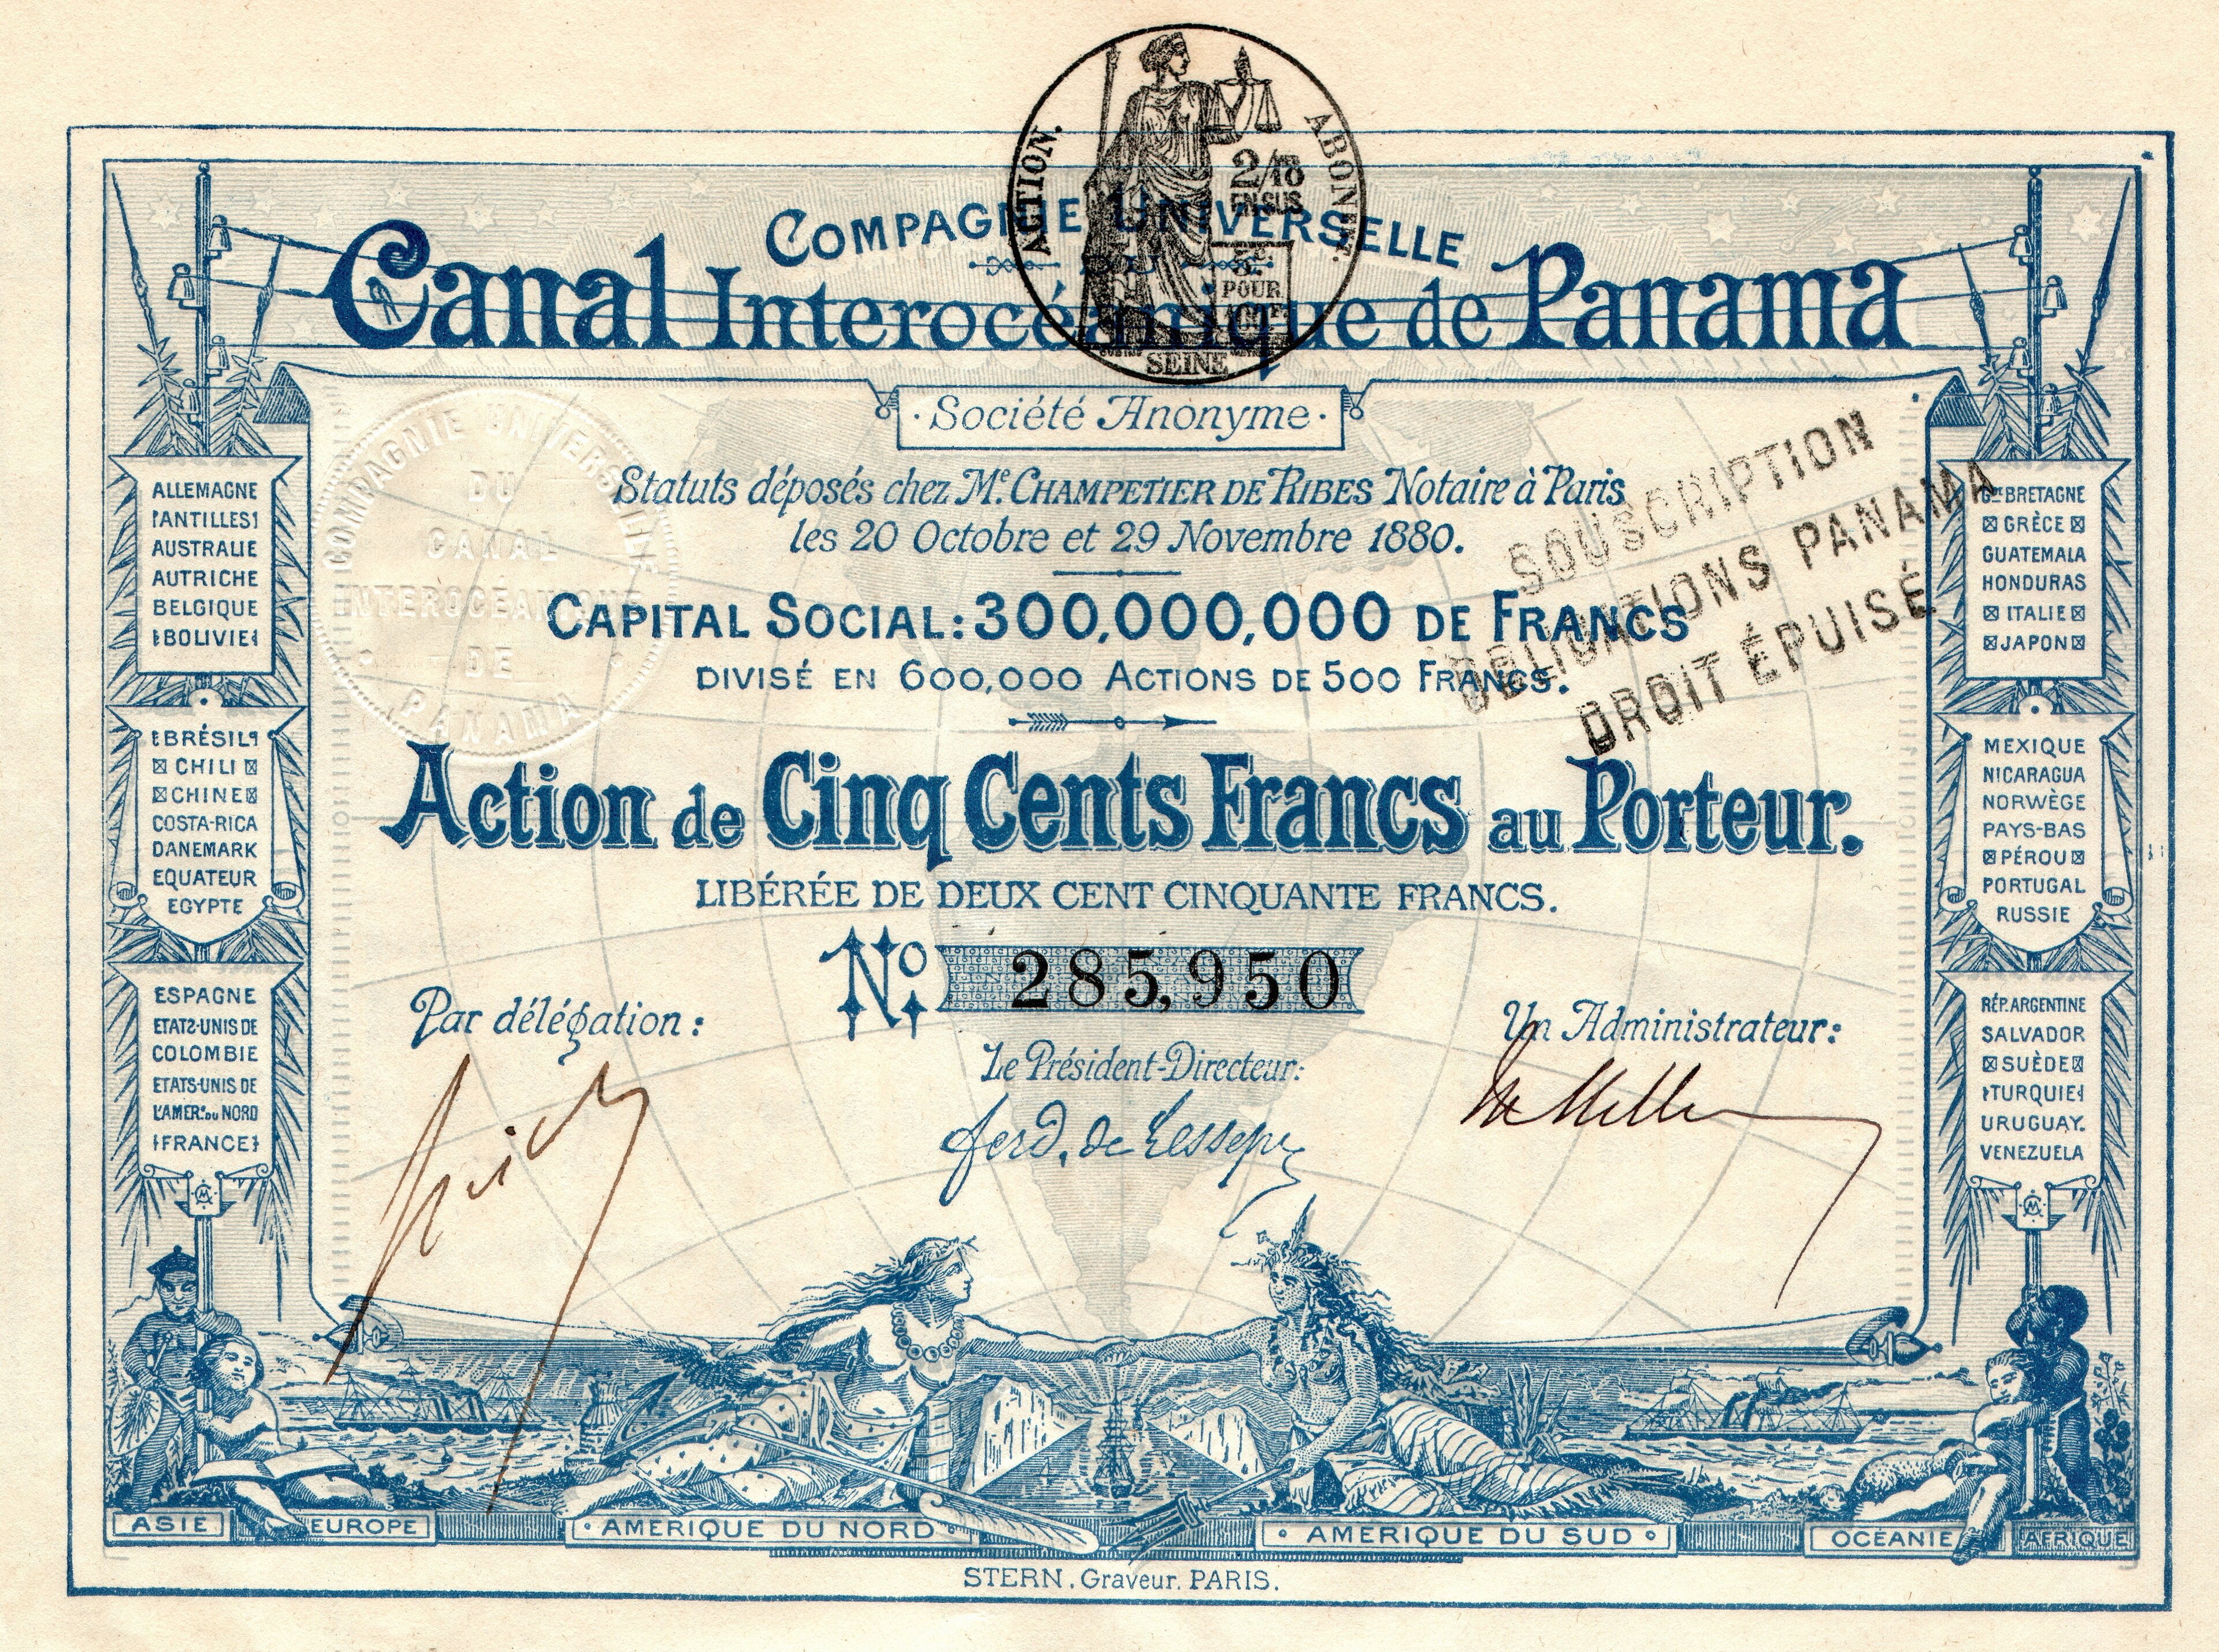 ACTION.
ABONEMT
2/10
EN SUS
5C.
POUR
100F.
SEINE
COMPAGNIE UNIVERSELLE
DU
Canal Interocéanique de Panama
· Société Anonyme ·
Statuts déposés chez Me. CHAMPETIER DE RIBES Notaire à Paris
les 20 Octobre et 29 Novembre 1880.
CAPITAL SOCIAL: 300,000,000 DE FRANCS
DIVISÉ EN 600,000 ACTIONS DE 500 FRANCS.
Action de Cinq Cents Francs au Porteur.
LIBÉRÉE DE DEUX CENT CINQUANTE FRANCS.
No. 285,950
Par délégation:
Un Administrateur:
Le Président-Directeur:
Ferd. de Lesseps
COMPAGNIE UNIVERSELLE
DU
CANAL
INTEROCÉANIQUE
DE
PANAMA
SOUSCRIPTION
OBLIGATIONS PANAMA
DROIT ÉPUISÉ
ALLEMAGNE
ANTILLES
AUSTRALIE
AUTRICHE
BELGIQUE
BOLIVIE
BRÉSIL
CHILI
CHINE
COSTA-RICA
DANEMARK
EQUATEUR
EGYPTE
ESPAGNE
ETATS-UNIS DE
COLOMBIE
ETATS-UNIS DE
L'AMER. DU NORD
FRANCE
GDE BRETAGNE
GRÈCE
GUATEMALA
HONDURAS
ITALIE
JAPON
MEXIQUE
NICARAGUA
NORWÈGE
PAYS-BAS
PÉROU
PORTUGAL
RUSSIE
RÉP. ARGENTINE
SALVADOR
SUÈDE
TURQUIE
URUGUAY.
VENEZUELA
ASIE
EUROPE
· AMERIQUE DU NORD ·
· AMERIQUE DU SUD ·
OCÉANIE
AFRIQUE
STERN. Graveur. PARIS.